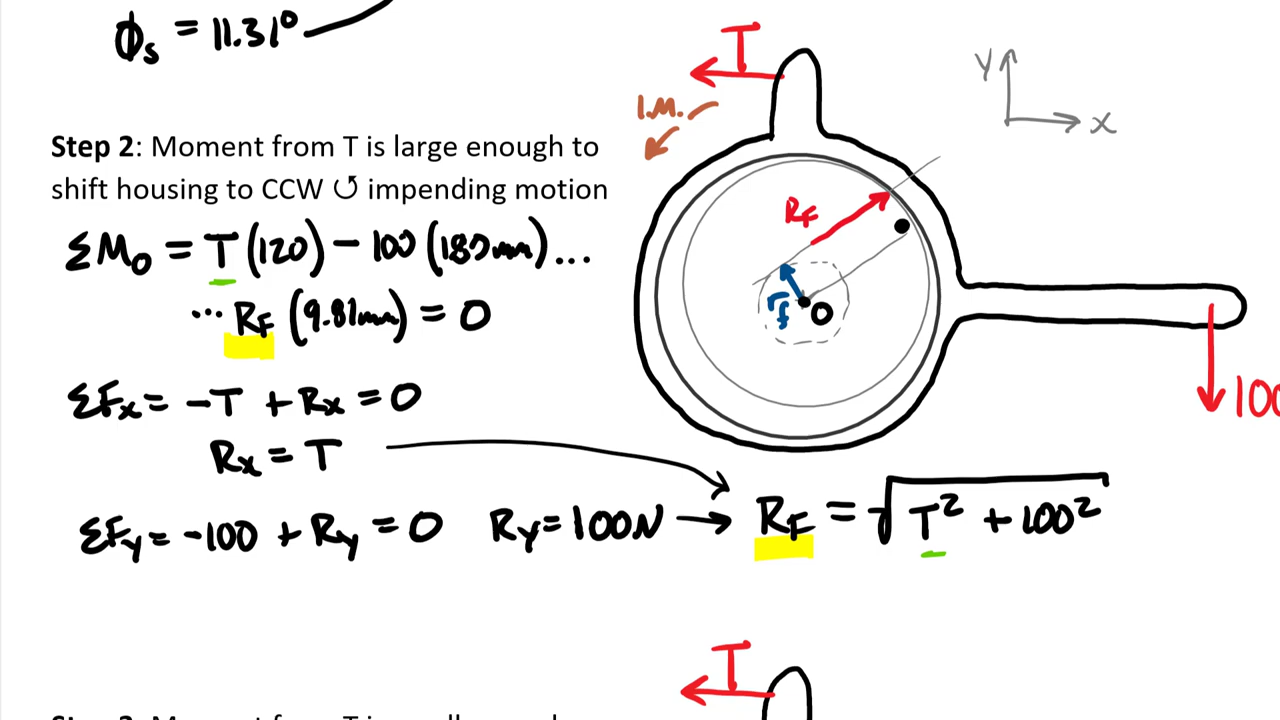 ϕs = 11.31°
Step 2: Moment from T is large enough to
shift housing to CCW ↺ impending motion
ΣMO = T(120) - 100(180mm)...
...RF (9.81mm) = 0
ΣFx = -T + Rx = 0
Rx = T
ΣFy = -100 + Ry = 0 Ry = 100N → RF = √T² + 100²
T
I.M.
Y
X
RF
rf
O
100
T